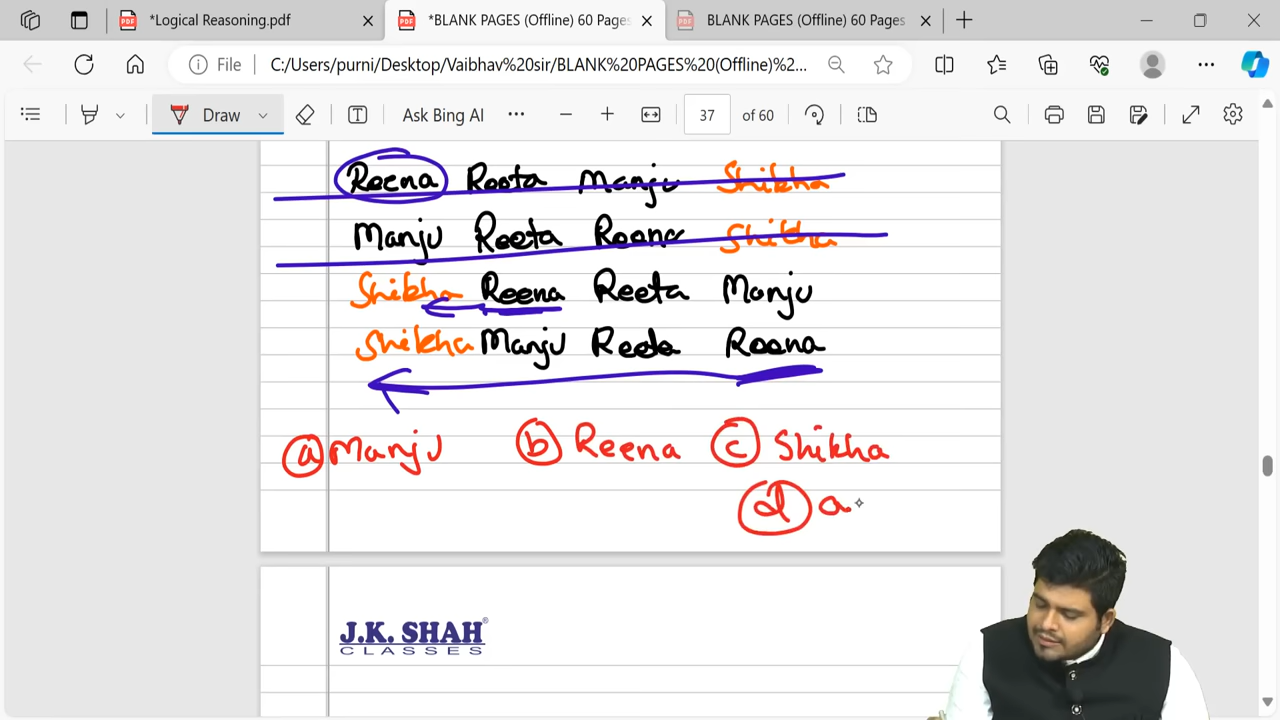 *Logical Reasoning.pdf
*BLANK PAGES (Offline) 60 Pages
BLANK PAGES (Offline) 60 Pages
File C:/Users/purni/Desktop/Vaibhav%20sir/BLANK%20PAGES%20(Offline)%2...
Draw Ask Bing AI 37 of 60
Reena Reeta Manju Shikha
Manju Reeta Reena Shikha
Shikha Reena Reeta Manju
Shikha Manju Reeta Reena
a Manju b Reena c Shikha
d a
J.K. SHAH®
CLASSES